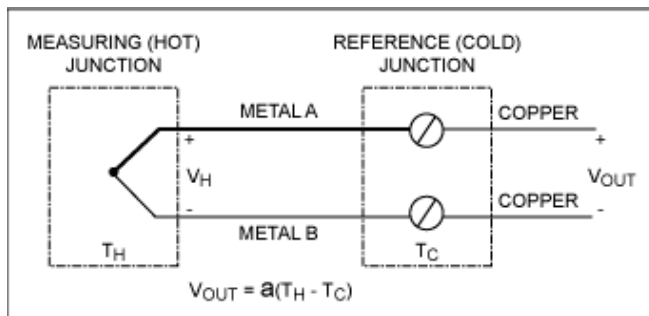 MEASURING (HOT)
JUNCTION
REFERENCE (COLD)
JUNCTION
METAL A
COPPER
+
+
VH
VOUT
-
-
COPPER
METAL B
TH
TC
VOUT = a(TH - TC)